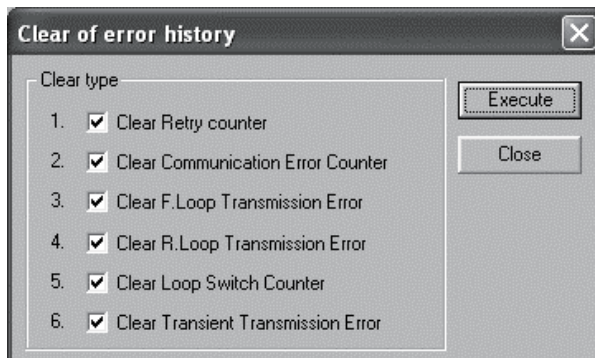 Clear of error history
Clear type
1. Clear Retry counter
2. Clear Communication Error Counter
3. Clear F.Loop Transmission Error
4. Clear R.Loop Transmission Error
5. Clear Loop Switch Counter
6. Clear Transient Transmission Error
Execute
Close